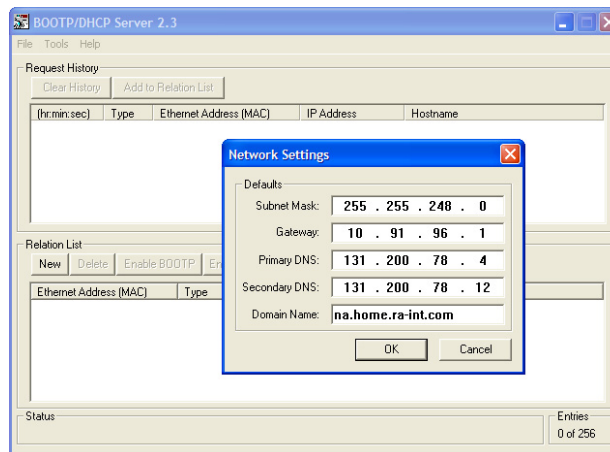 BOOTP/DHCP Server 2.3
File Tools Help
Request History
Clear History Add to Relation List
(hr:min:sec) Type Ethernet Address (MAC) IP Address Hostname
Network Settings
Defaults
Subnet Mask: 255 . 255 . 248 . 0
Gateway: 10 . 91 . 96 . 1
Primary DNS: 131 . 200 . 78 . 4
Secondary DNS: 131 . 200 . 78 . 12
Domain Name: na.home.ra-int.com
OK Cancel
Relation List
New Delete Enable BOOTP En
Ethernet Address (MAC) Type
Status
Entries
0 of 256